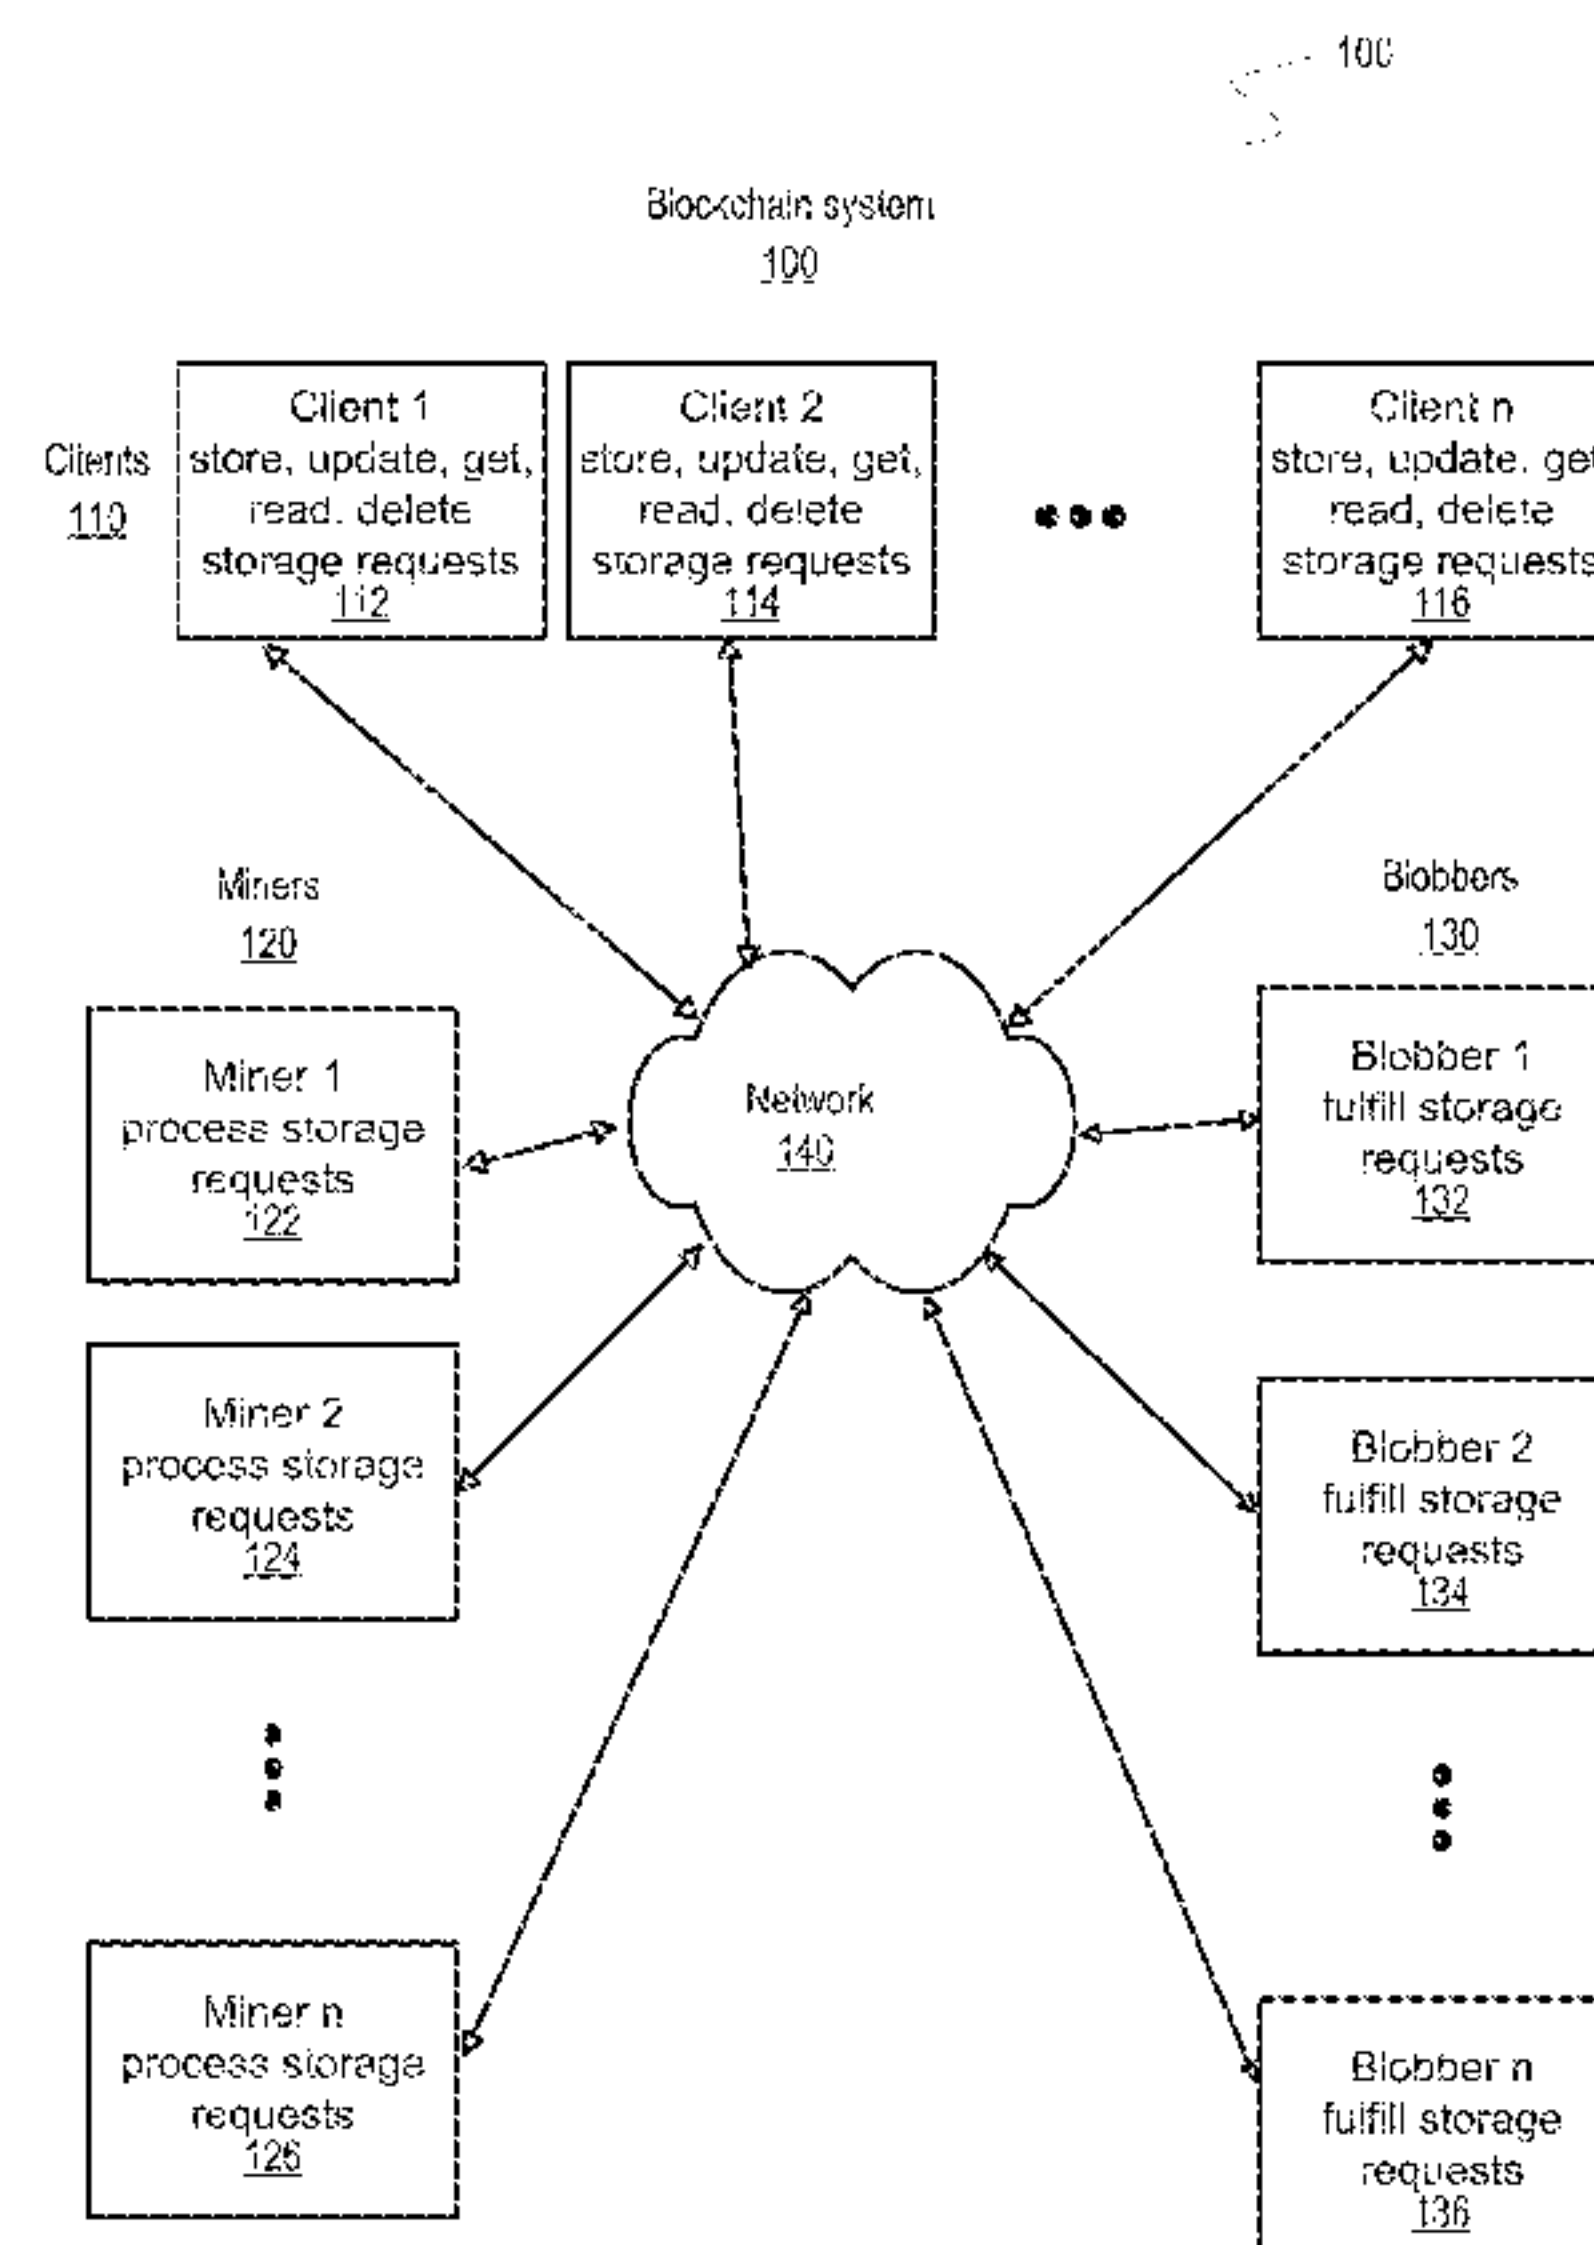 100
Blockchain system
100
Clients
110
Client 1
store, update, get,
read, delete
storage requests
112
Client 2
store, update, get,
read, delete
storage requests
114
Client n
store, update, get
read, delete
storage requests
116
Miners
120
Miner 1
process storage
requests
122
Miner 2
process storage
requests
124
Miner n
process storage
requests
126
Network
140
Blobbers
130
Blobber 1
fulfill storage
requests
132
Blobber 2
fulfill storage
requests
134
Blobber n
fulfill storage
requests
136